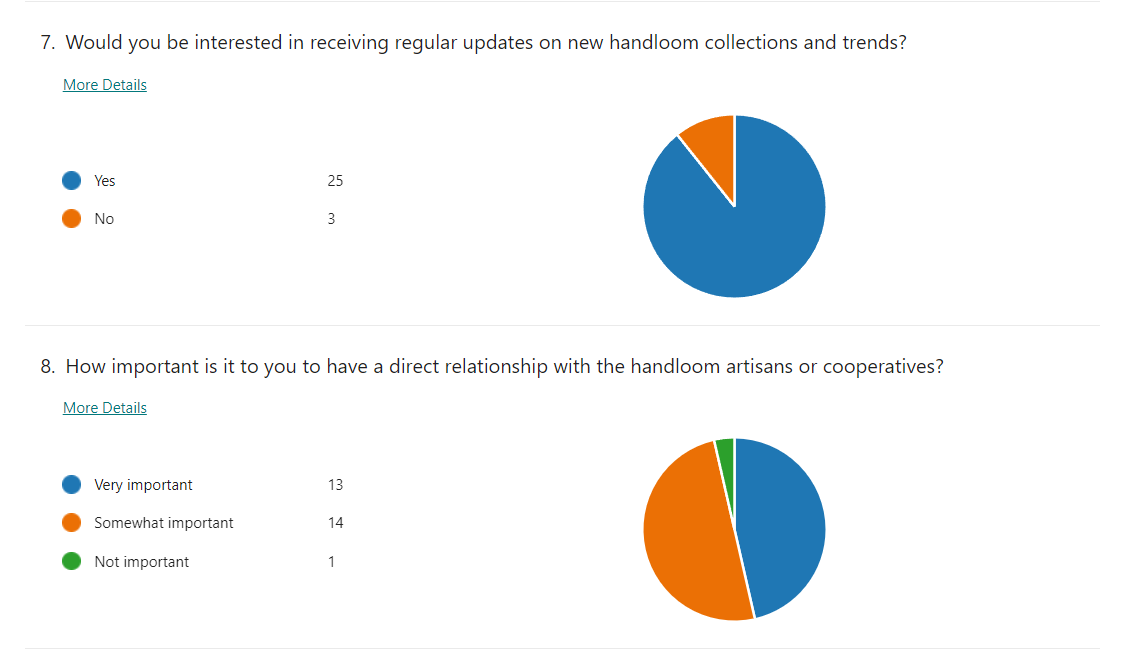 7. Would you be interested in receiving regular updates on new handloom collections and trends?
More Details
Yes 25
No 3
8. How important is it to you to have a direct relationship with the handloom artisans or cooperatives?
More Details
Very important 13
Somewhat important 14
Not important 1